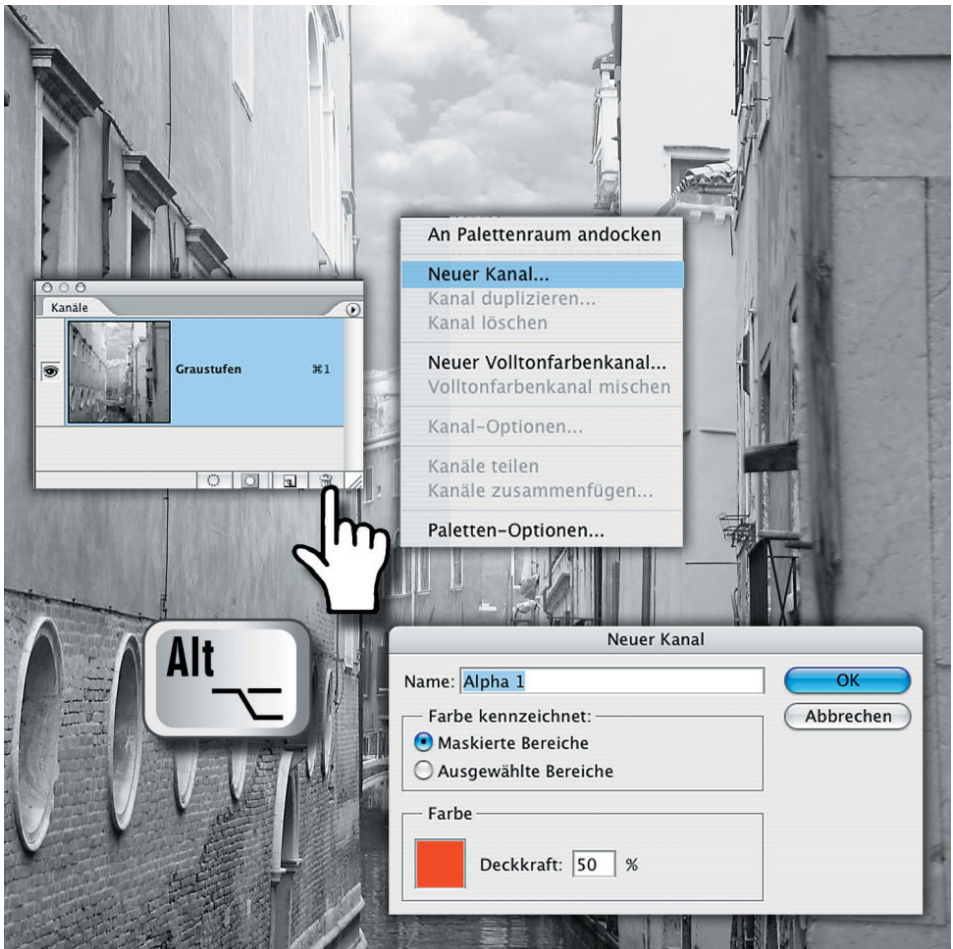 An Palettenraum andocken
Neuer Kanal...
Kanal duplizieren...
Kanal löschen
Neuer Volltonfarbenkanal...
Volltonfarbenkanal mischen
Kanal-Optionen...
Kanäle teilen
Kanäle zusammenfügen...
Paletten-Optionen...
Kanäle
Graustufen ⌘1
Alt
Neuer Kanal
Name: Alpha 1
OK
Abbrechen
Farbe kennzeichnet:
Maskierte Bereiche
Ausgewählte Bereiche
Farbe
Deckkraft: 50 %